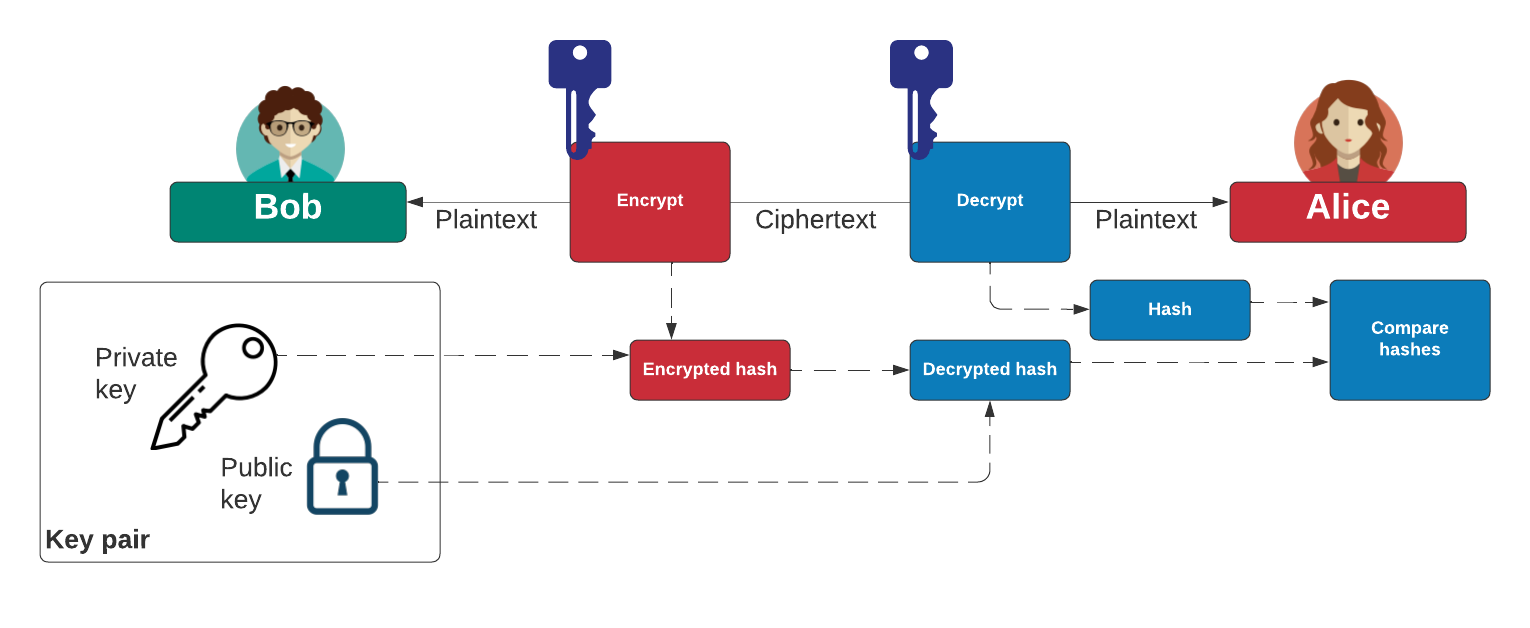 Bob
Plaintext
Encrypt
Ciphertext
Decrypt
Plaintext
Alice
Private
key
Public
key
Key pair
Encrypted hash
Decrypted hash
Hash
Compare
hashes